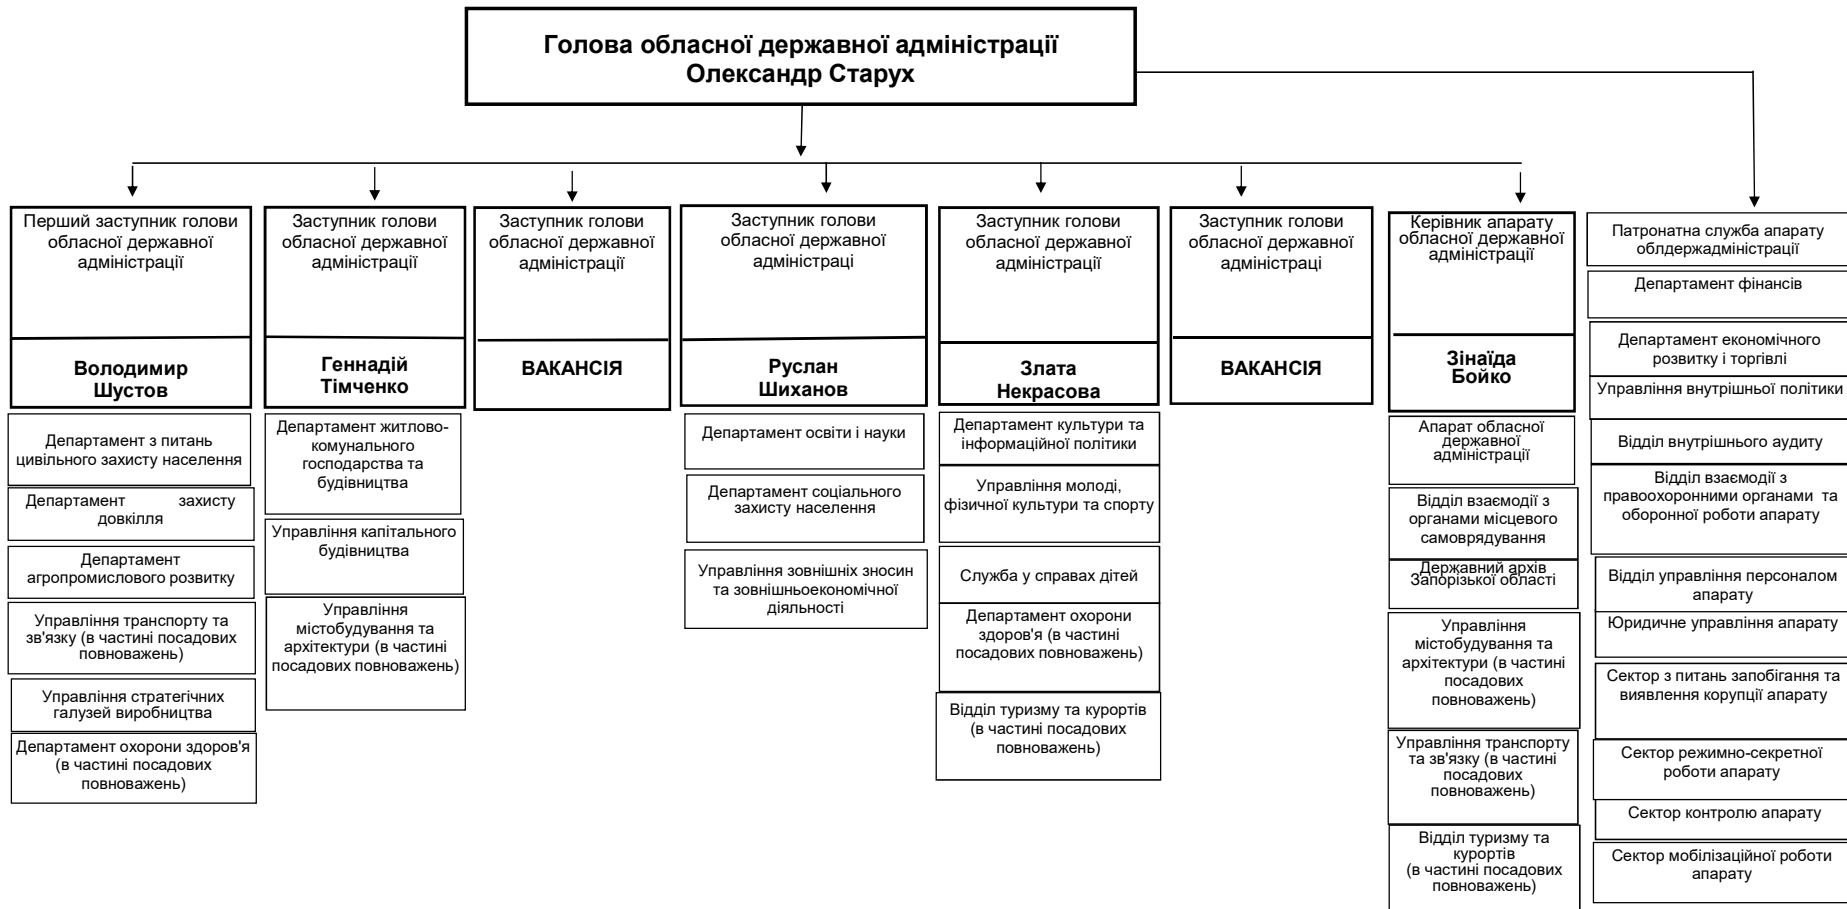 Голова обласної державної адміністрації
Олександр Старух
Перший заступник голови
обласної державної
адміністрації
Володимир
Шустов
Департамент з питань
цивільного захисту населення
Департамент захисту
довкілля
Департамент
агропромислового розвитку
Управління транспорту та
зв'язку (в частині посадових
повноважень)
Управління стратегічних
галузей виробництва
Департамент охорони здоров'я
(в частині посадових
повноважень)
Заступник голови
обласної державної
адміністрації
Геннадій
Тімченко
Департамент житлово-
комунального
господарства та
будівництва
Управління капітального
будівництва
Управління
містобудування та
архітектури (в частині
посадових повноважень)
Заступник голови
обласної державної
адміністрації
ВАКАНСІЯ
Заступник голови
обласної державної
адміністраці
Руслан
Шиханов
Департамент освіти і науки
Департамент соціального
захисту населення
Управління зовнішніх зносин
та зовнішньоекономічної
діяльності
Заступник голови
обласної державної
адміністрації
Злата
Некрасова
Департамент культури та
інформаційної політики
Управління молоді,
фізичної культури та спорту
Служба у справах дітей
Департамент охорони
здоров'я (в частині
посадових повноважень)
Відділ туризму та курортів
(в частині посадових
повноважень)
Заступник голови
обласної державної
адміністраці
ВАКАНСІЯ
Керівник апарату
обласної державної
адміністрації
Зінаїда
Бойко
Апарат обласної
державної
адміністрації
Відділ взаємодії з
органами місцевого
самоврядування
Державний архів
Запорізької області
Управління
містобудування та
архітектури (в частині
посадових
повноважень)
Управління транспорту
та зв'язку (в частині
посадових
повноважень)
Відділ туризму та
курортів
(в частині посадових
повноважень)
Патронатна служба апарату
облдержадміністрації
Департамент фінансів
Департамент економічного
розвитку і торгівлі
Управління внутрішньої політики
Відділ внутрішнього аудиту
Відділ взаємодії з
правоохоронними органами та
оборонної роботи апарату
Відділ управління персоналом
апарату
Юридичне управління апарату
Сектор з питань запобігання та
виявлення корупції апарату
Сектор режимно-секретної
роботи апарату
Сектор контролю апарату
Сектор мобілізаційної роботи
апарату